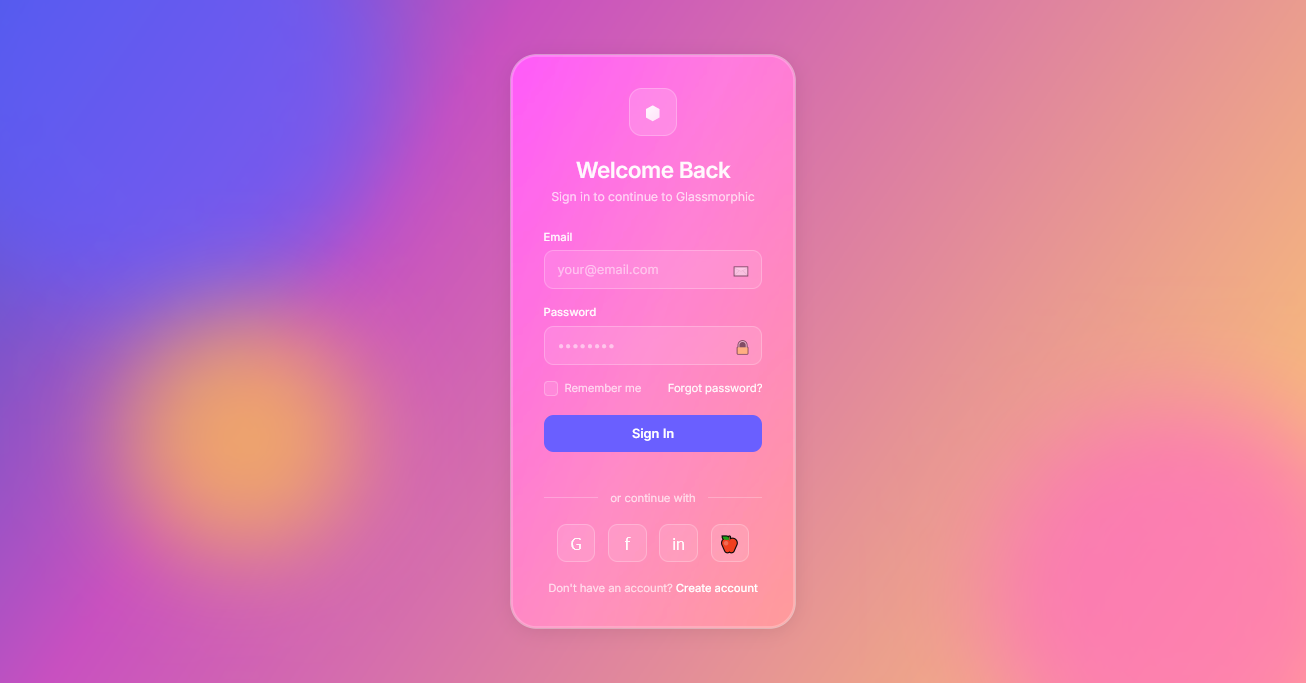 Welcome Back
Sign in to continue to Glassmorphic
Email
your@email.com
Password
••••••••
Remember me Forgot password?
Sign In
or continue with
G f in
Don't have an account? Create account